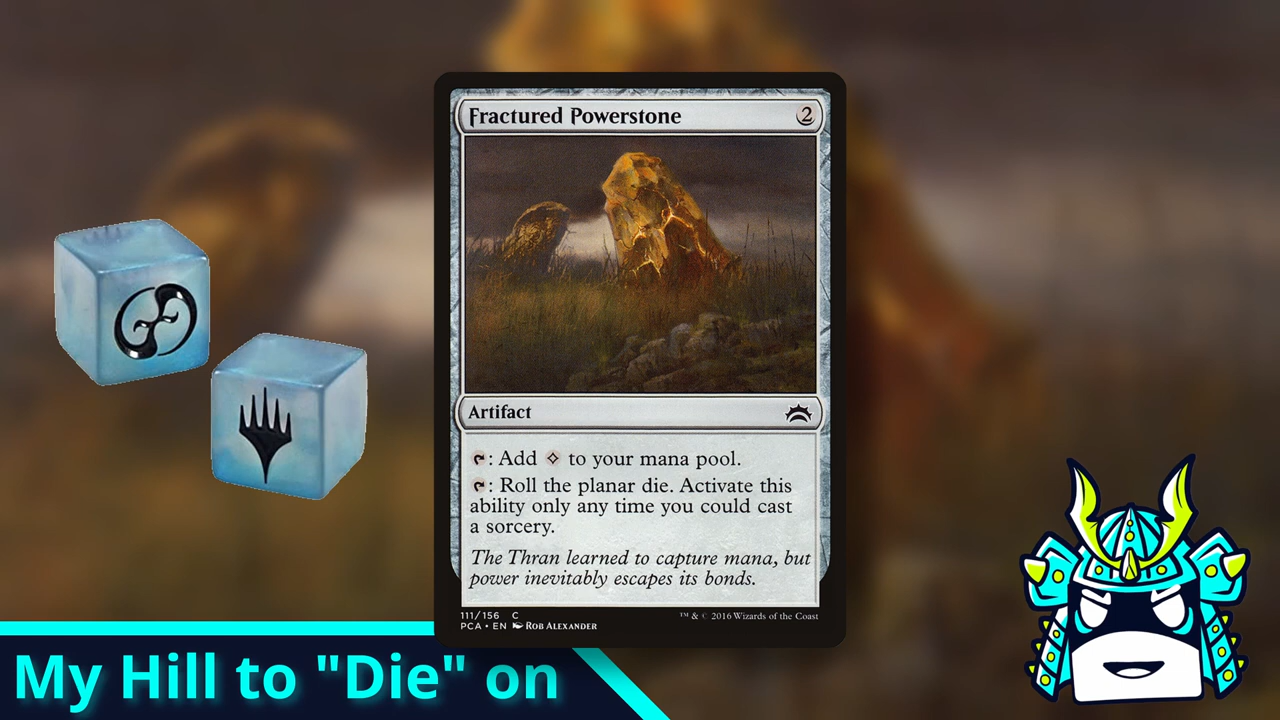 Fractured Powerstone 2
Artifact
: Add to your mana pool.
: Roll the planar die. Activate this
ability only any time you could cast
a sorcery.
The Thran learned to capture mana, but
power inevitably escapes its bonds.
111/156 C
PCA • EN Rob Alexander
™ & © 2016 Wizards of the Coast
My Hill to "Die" on